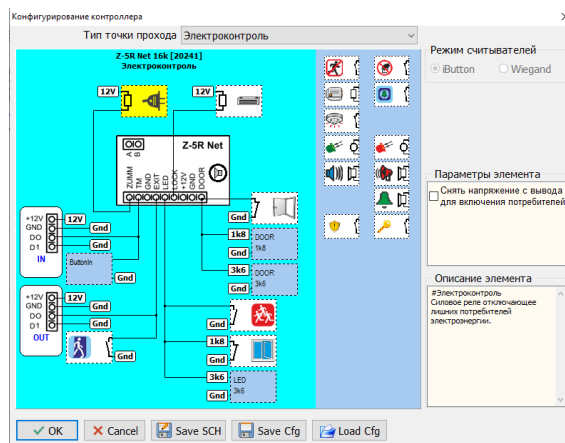 Конфигурирование контроллера
Тип точки прохода Электроконтроль
Z-5R Net 16k [20241]
Электроконтроль
12V
12V
Z-5R Net
A
B
ZUMM
TM
GND
EXIT
LED
LOCK
+12V
GND
DOOR
Gnd
1k8
DOOR
1k8
Gnd
3k6
DOOR
3k6
Gnd
+12V
GND
DO
D1
IN
12V
Gnd
Gnd
ButtonIn
Gnd
+12V
GND
DO
D1
OUT
12V
Gnd
Gnd
Gnd
Gnd
1k8
Gnd
3k6
LED
3k6
Gnd
Режим считывателей
iButton
Wiegand
Параметры элемента
Снять напряжение с вывода
для включения потребителей
Описание элемента
#Электроконтроль
Силовое реле отключающее
лишних потребителей
электроэнергии.
OK
Cancel
Save SCH
Save Cfg
Load Cfg